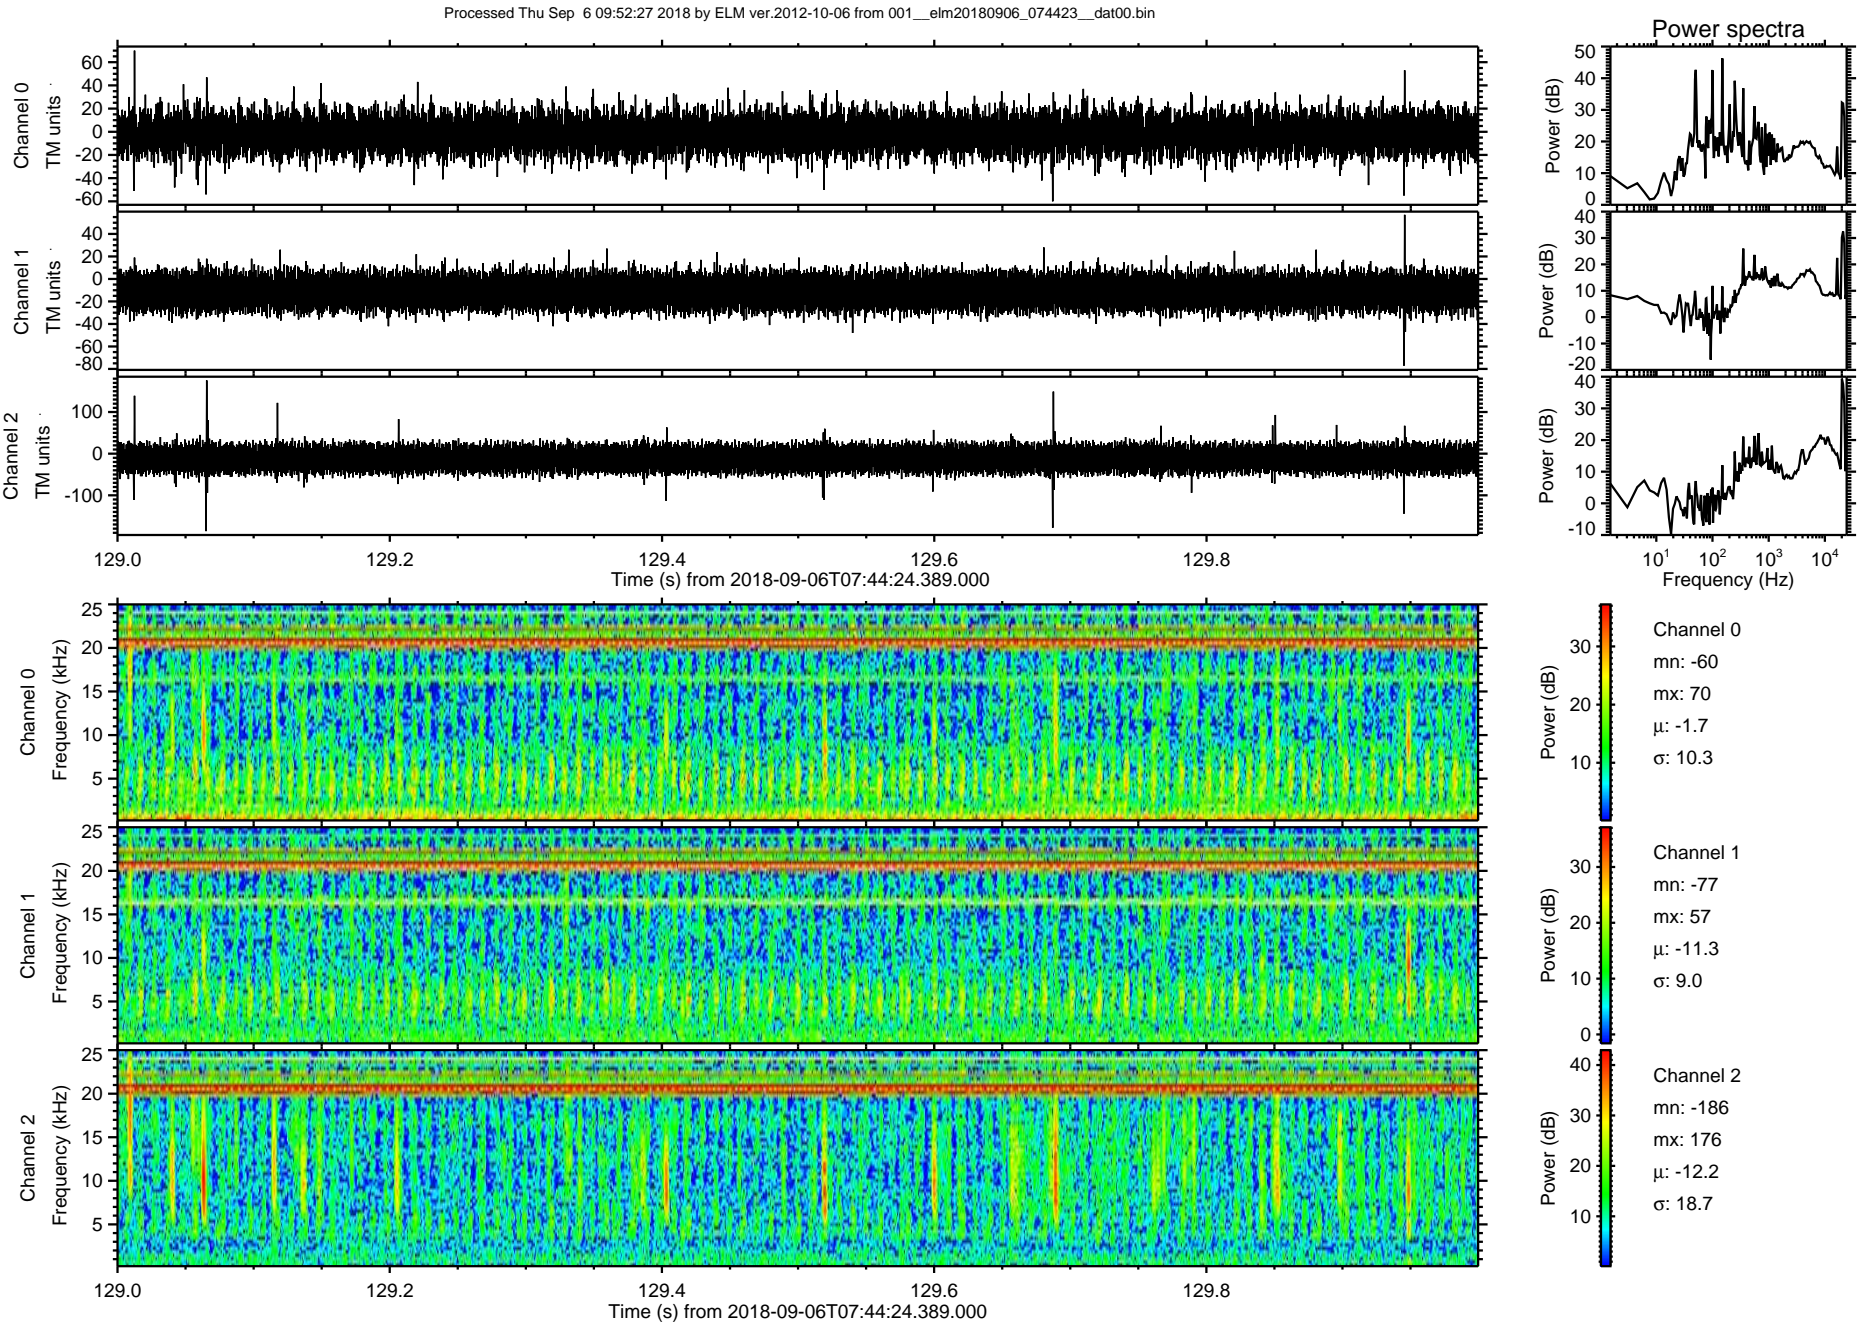 Processed Thu Sep  6 09:52:27 2018 by ELM ver.2012-10-06 from 001__elm20180906_074423__dat00.bin
Power spectra
Channel 0
TM units
60
40
20
0
-20
-40
-60
Power (dB)
50
40
30
20
10
0
Channel 1
TM units
40
20
0
-20
-40
-60
-80
Power (dB)
40
30
20
10
0
-10
-20
Channel 2
TM units
100
0
-100
Power (dB)
40
30
20
10
0
-10
129.0 129.2 129.4 129.6 129.8
Time (s) from 2018-09-06T07:44:24.389.000
10¹ 10² 10³ 10⁴
Frequency (Hz)
Channel 0
Frequency (kHz)
25
20
15
10
5
Power (dB)
30
20
10
Channel 0
mn: -60
mx: 70
μ: -1.7
σ: 10.3
Channel 1
Frequency (kHz)
25
20
15
10
5
Power (dB)
30
20
10
0
Channel 1
mn: -77
mx: 57
μ: -11.3
σ: 9.0
Channel 2
Frequency (kHz)
25
20
15
10
5
Power (dB)
40
30
20
10
Channel 2
mn: -186
mx: 176
μ: -12.2
σ: 18.7
129.0 129.2 129.4 129.6 129.8
Time (s) from 2018-09-06T07:44:24.389.000